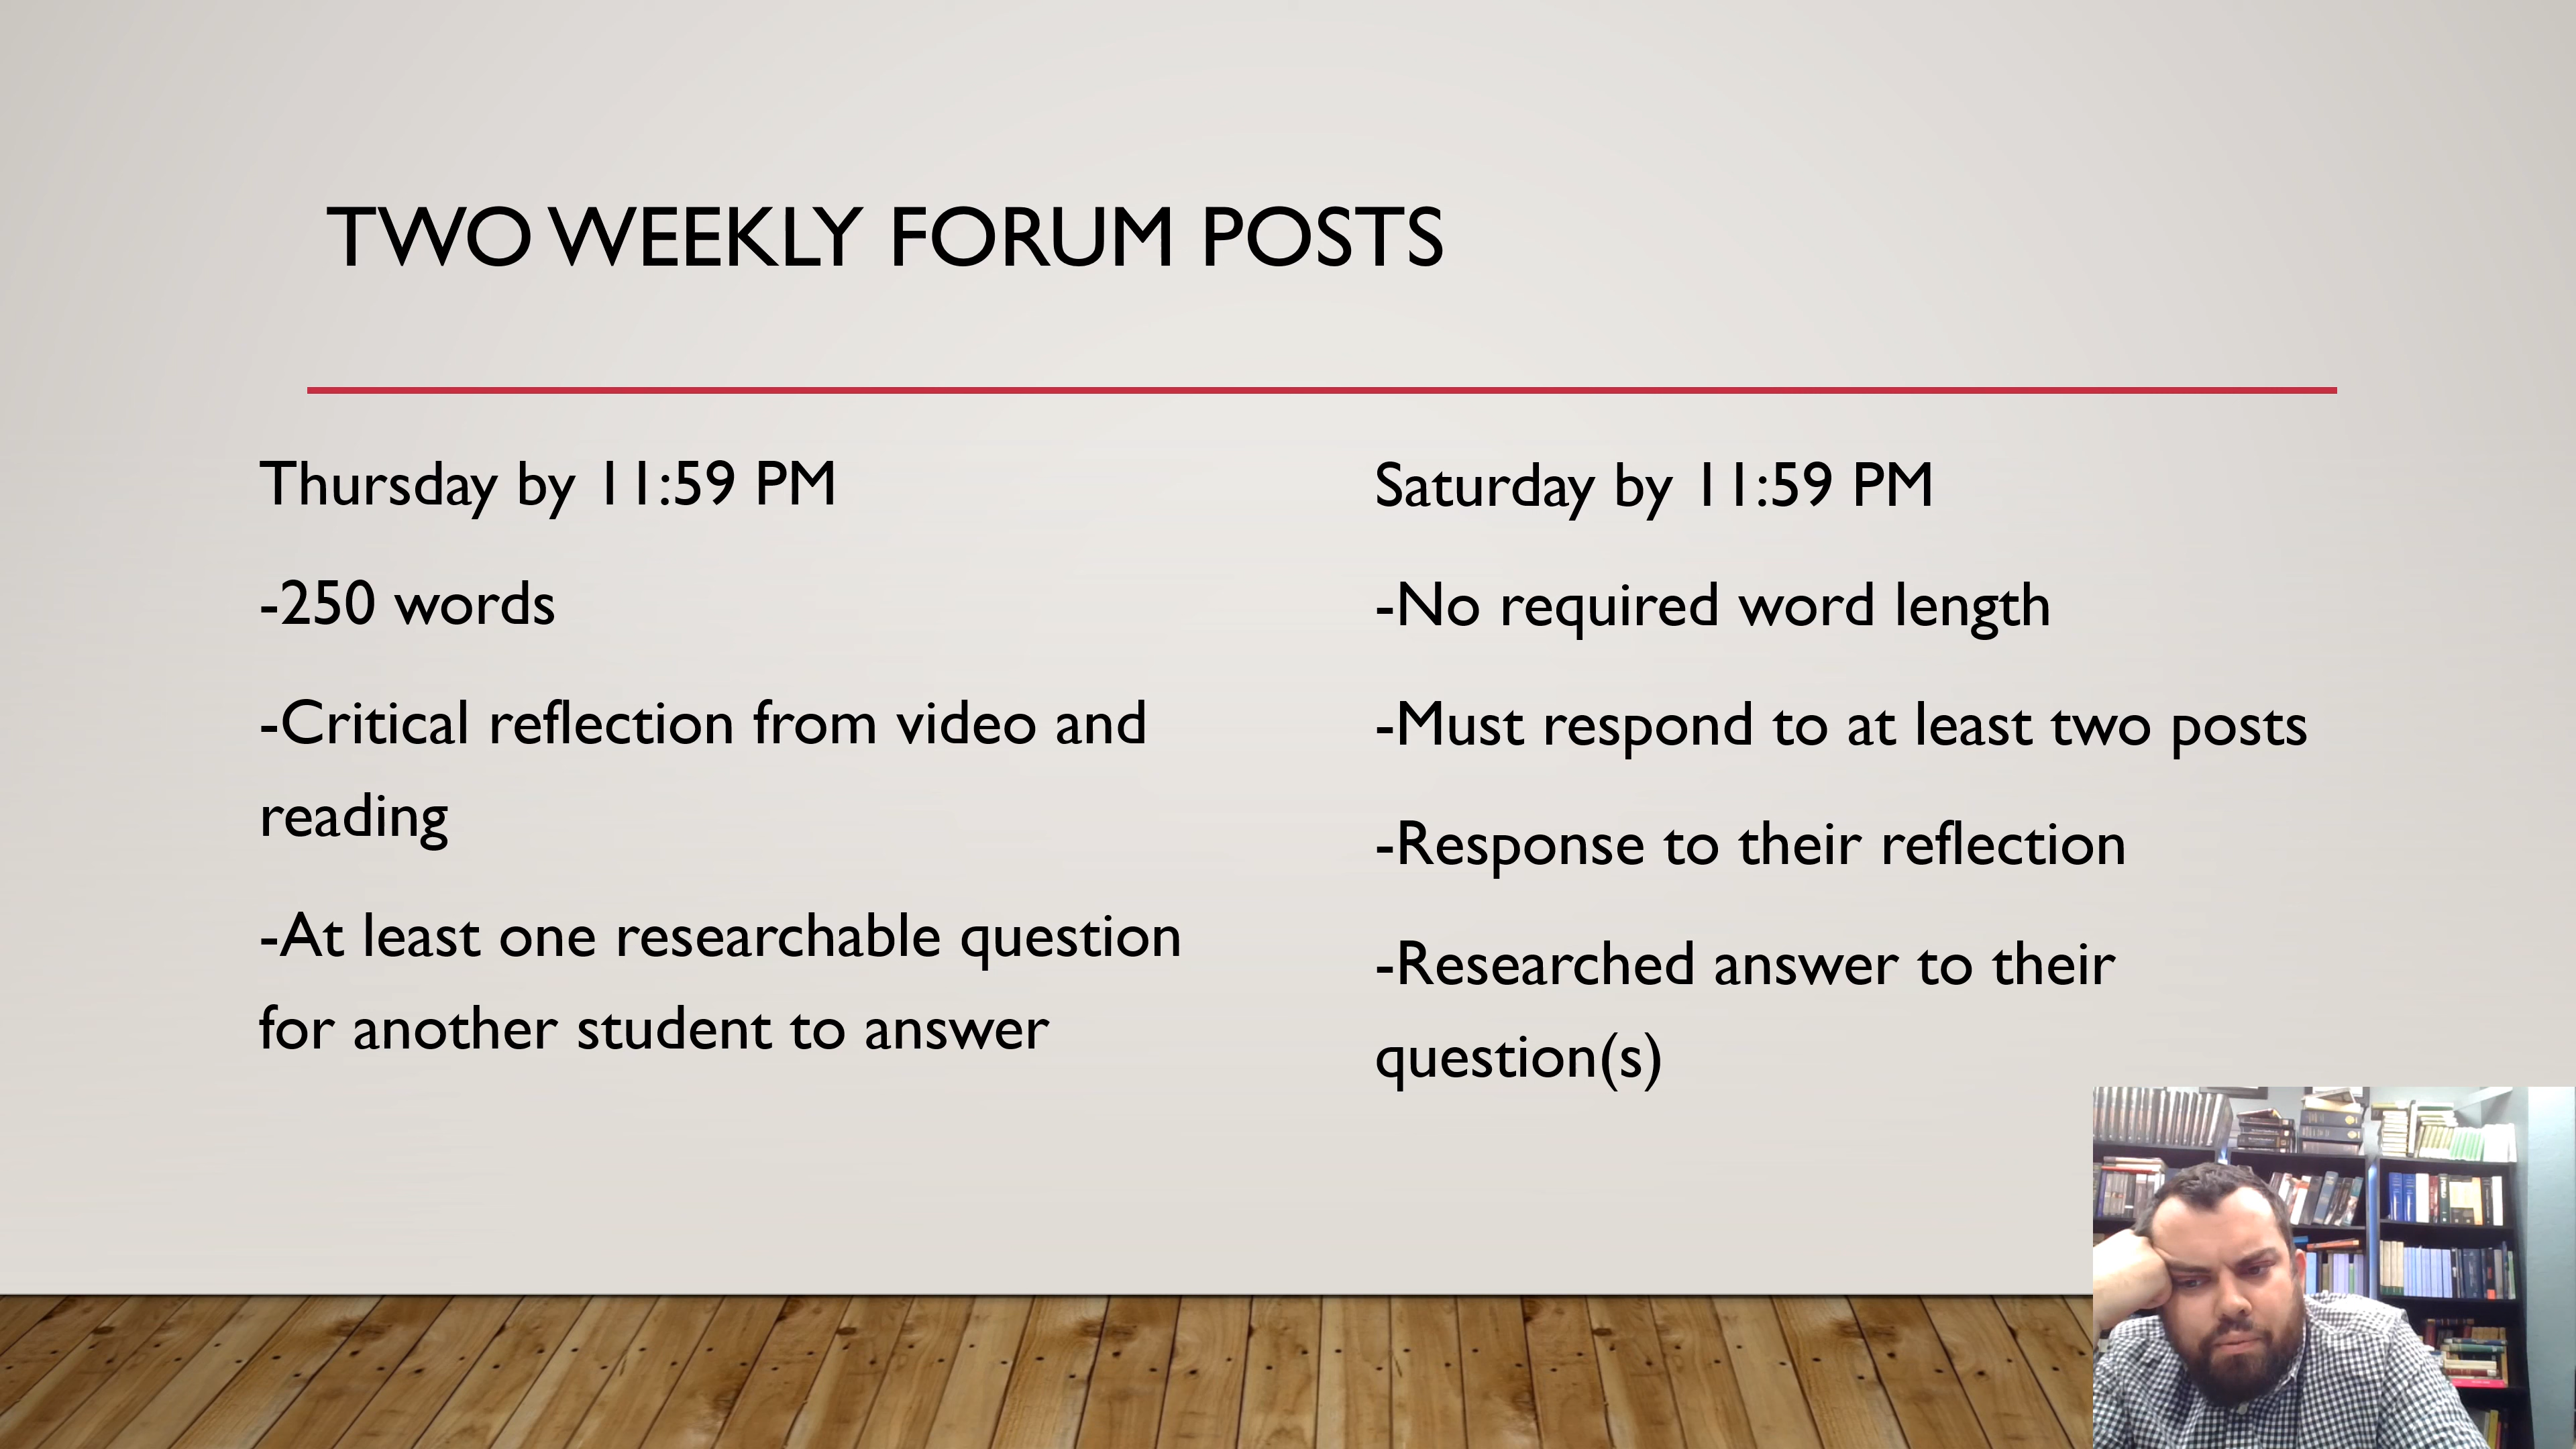 TWO WEEKLY FORUM POSTS
Thursday by 11:59 PM
-250 words
-Critical reflection from video and
reading
-At least one researchable question
for another student to answer
Saturday by 11:59 PM
-No required word length
-Must respond to at least two posts
-Response to their reflection
-Researched answer to their
question(s)